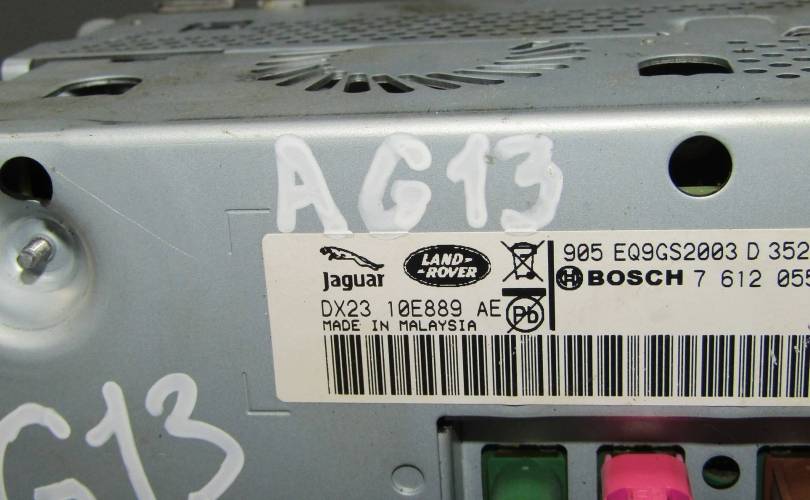 AG13
Jaguar
LAND-
-ROVER
905 EQ9GS2003 D 352
BOSCH 7 612 055
DX23 10E889 AE
Pb
MADE IN MALAYSIA
G13